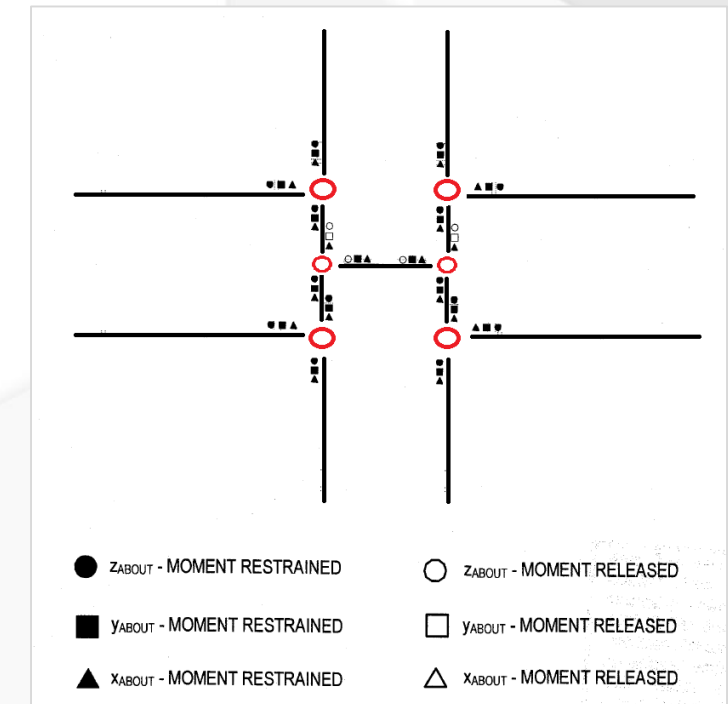 ZABOUT - MOMENT RESTRAINED
ZABOUT - MOMENT RELEASED
yABOUT - MOMENT RESTRAINED
yABOUT - MOMENT RELEASED
XABOUT - MOMENT RESTRAINED
XABOUT - MOMENT RELEASED